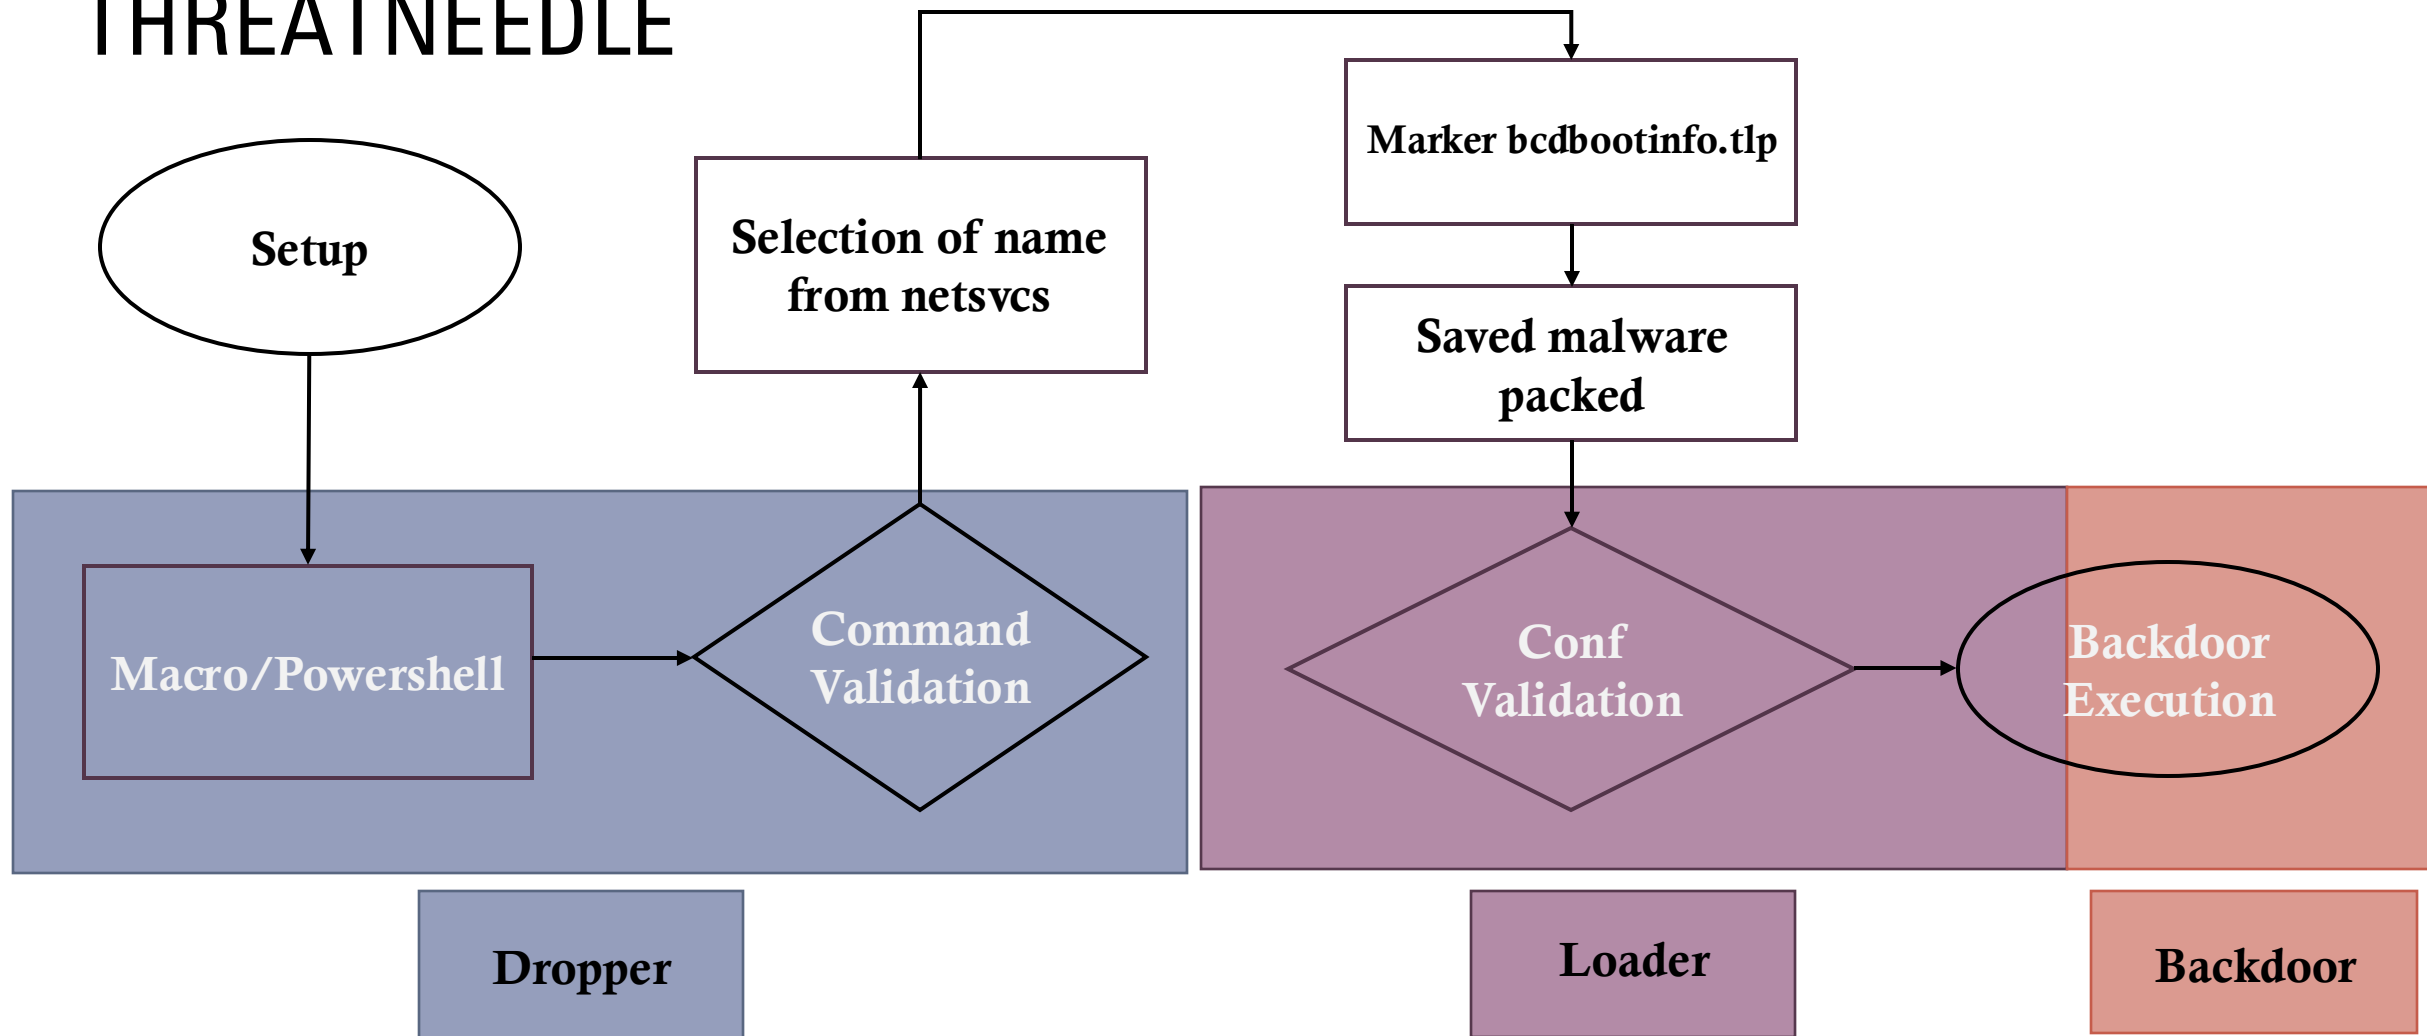 THREATNEEDLE
Setup
Macro/Powershell
Command
Validation
Selection of name
from netsvcs
Marker bcdbootinfo.tlp
Saved malware
packed
Conf
Validation
Backdoor
Execution
Dropper
Loader
Backdoor